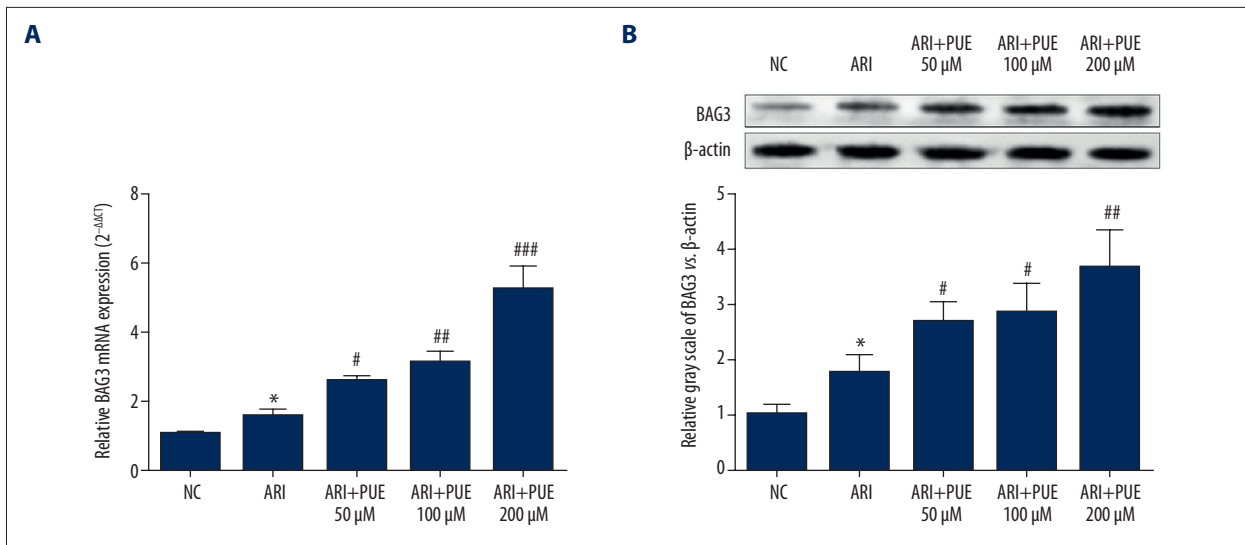 A
Relative BAG3 mRNA expression (2–ΔΔCT)
8
6
4
2
0
*
#
##
###
NC
ARI
ARI+PUE
50 μM
ARI+PUE
100 μM
ARI+PUE
200 μM
B
NC
ARI
ARI+PUE
50 μM
ARI+PUE
100 μM
ARI+PUE
200 μM
BAG3
β-actin
Relative gray scale of BAG3 vs. β-actin
5
4
3
2
1
0
*
#
#
##
NC
ARI
ARI+PUE
50 μM
ARI+PUE
100 μM
ARI+PUE
200 μM